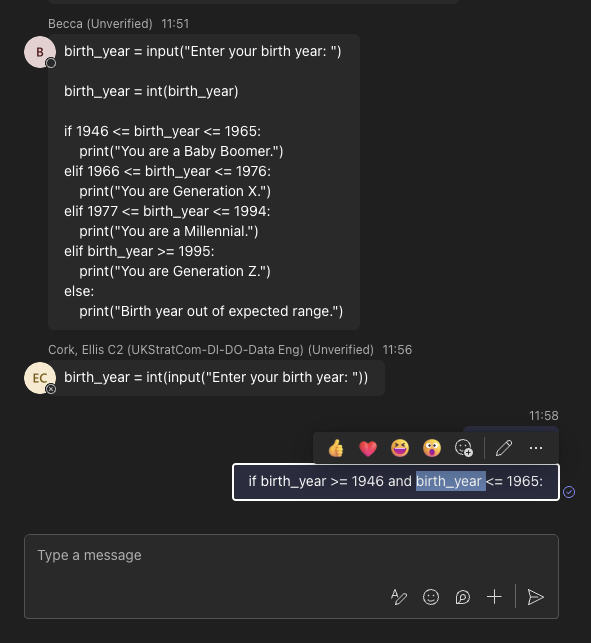 Becca (Unverified) 11:51
B
birth_year = input("Enter your birth year: ")
birth_year = int(birth_year)
if 1946 <= birth_year <= 1965:
    print("You are a Baby Boomer.")
elif 1966 <= birth_year <= 1976:
    print("You are Generation X.")
elif 1977 <= birth_year <= 1994:
    print("You are a Millennial.")
elif birth_year >= 1995:
    print("You are Generation Z.")
else:
    print("Birth year out of expected range.")
Cork, Ellis C2 (UKStratCom-DI-DO-Data Eng) (Unverified) 11:56
EC
birth_year = int(input("Enter your birth year: "))
11:58
if birth_year >= 1946 and birth_year <= 1965:
Type a message